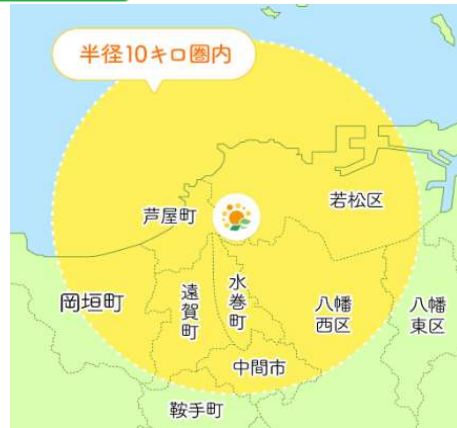 半径10キロ圏内
若松区
芦屋町
岡垣町
遠賀町
水巻町
八幡西区
八幡東区
中間市
鞍手町